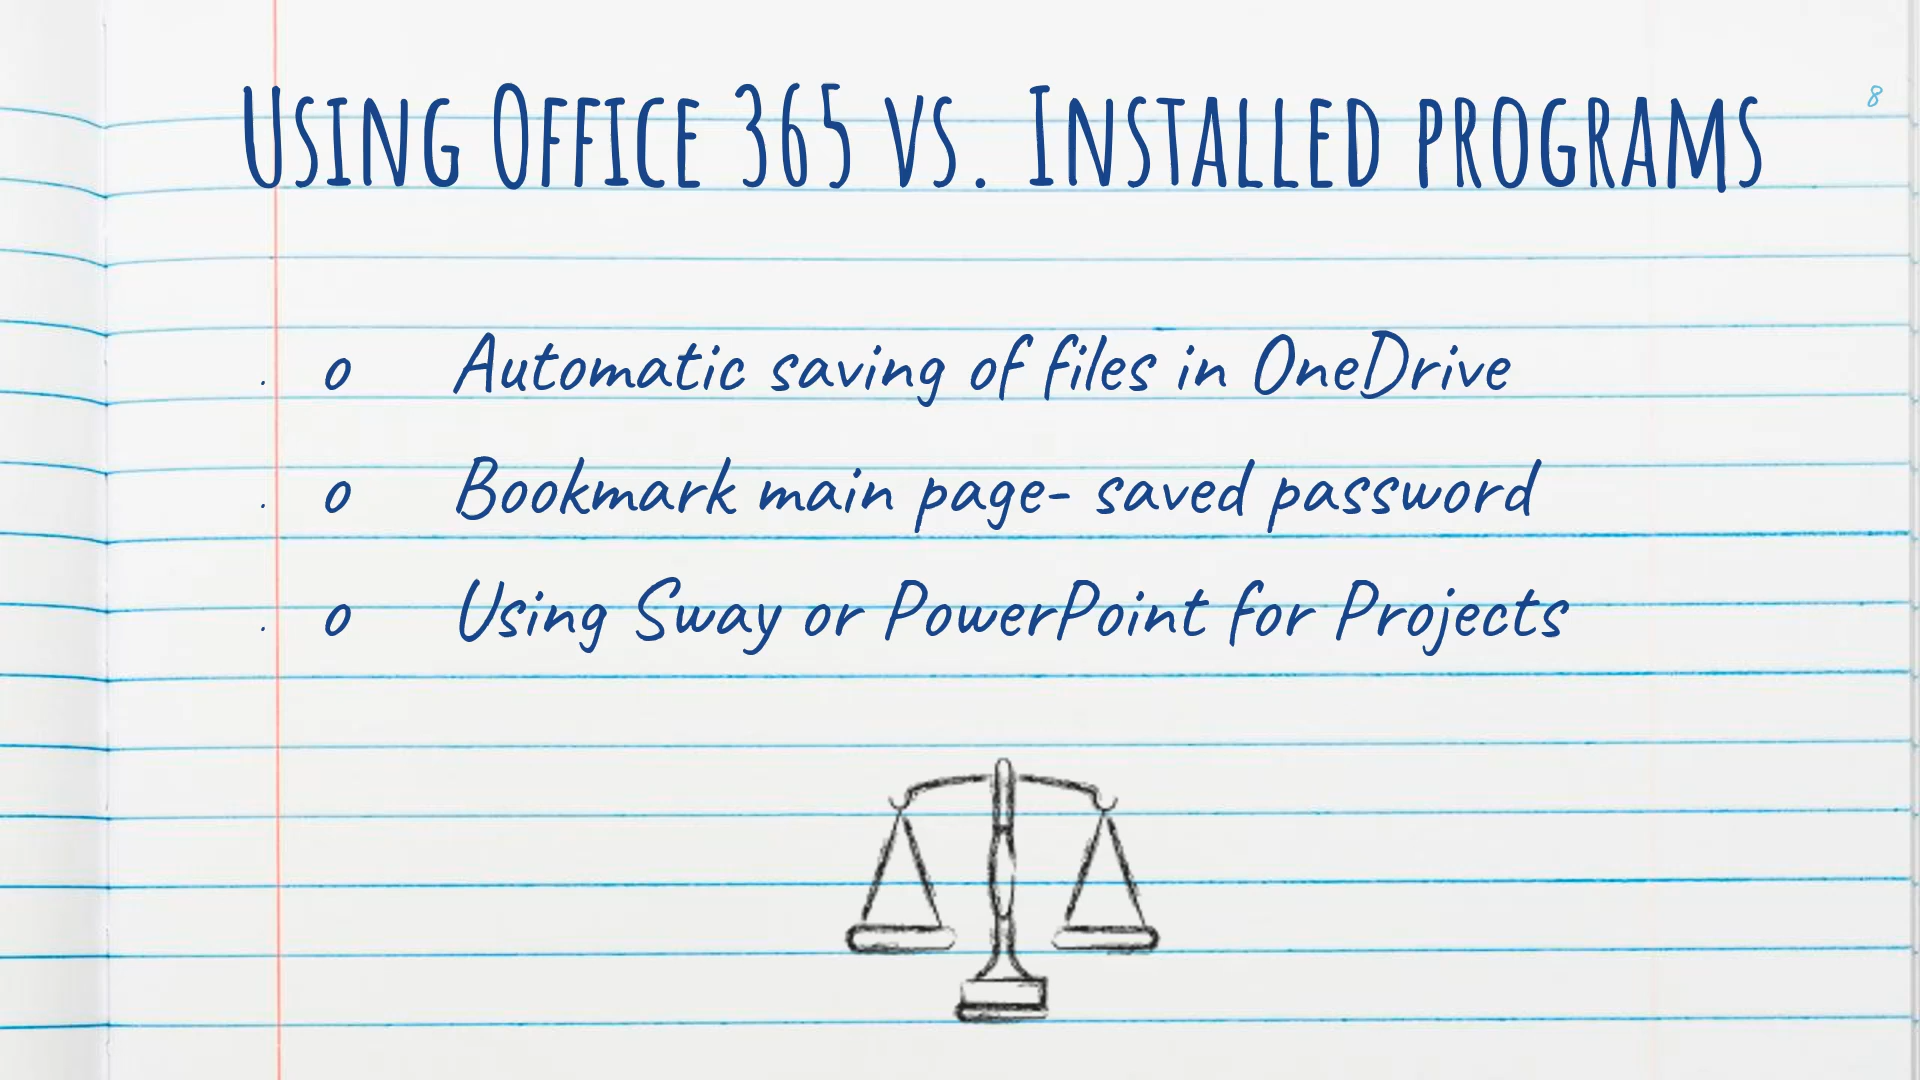 Using Office 365 vs. Installed programs
8
. o Automatic saving of files in OneDrive
. o Bookmark main page- saved password
. o Using Sway or PowerPoint for Projects